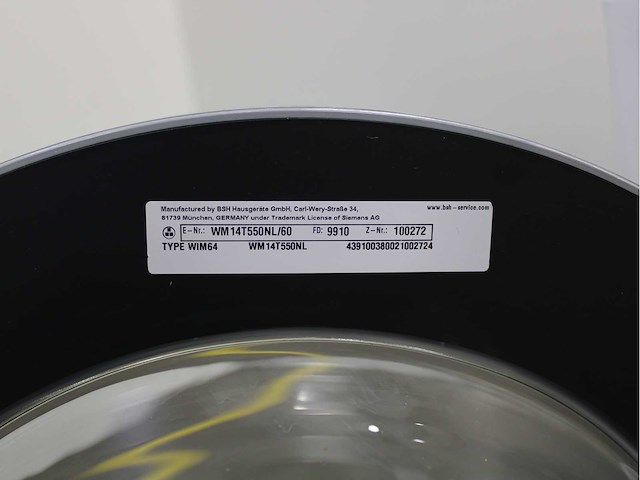 Manufactured by BSH Hausgeräte GmbH, Carl-Wery-Straße 34, www.bsh-service.com
81739 München, GERMANY under Trademark License of Siemens AG
E-Nr.: WM14T550NL/60 FD: 9910 Z-Nr.: 100272
TYPE WIM64 WM14T550NL 439100380021002724